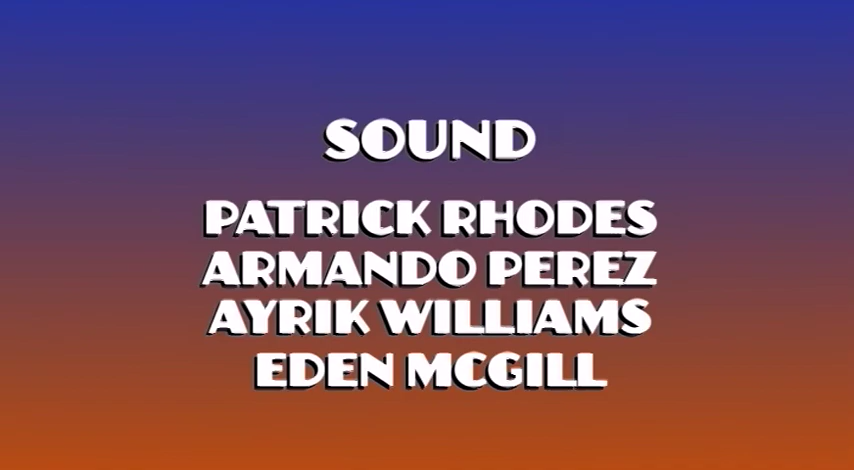 SOUND
PATRICK RHODES
ARMANDO PEREZ
AYRIK WILLIAMS
EDEN MCGILL